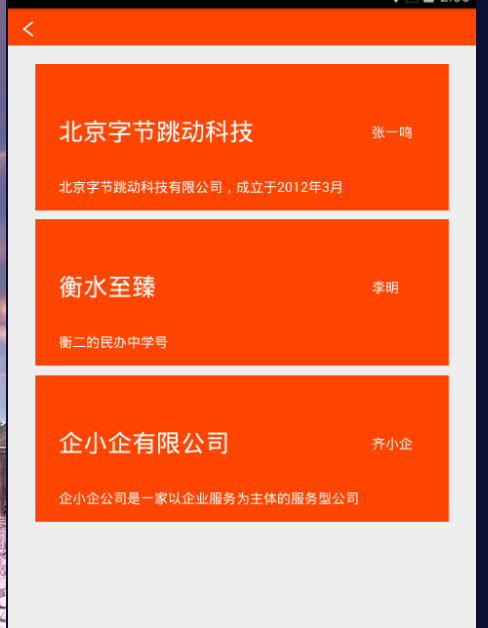 北京字节跳动科技
张一鸣
北京字节跳动科技有限公司，成立于2012年3月
衡水至臻
李明
衡二的民办中学号
企小企有限公司
齐小企
企小企公司是一家以企业服务为主体的服务型公司